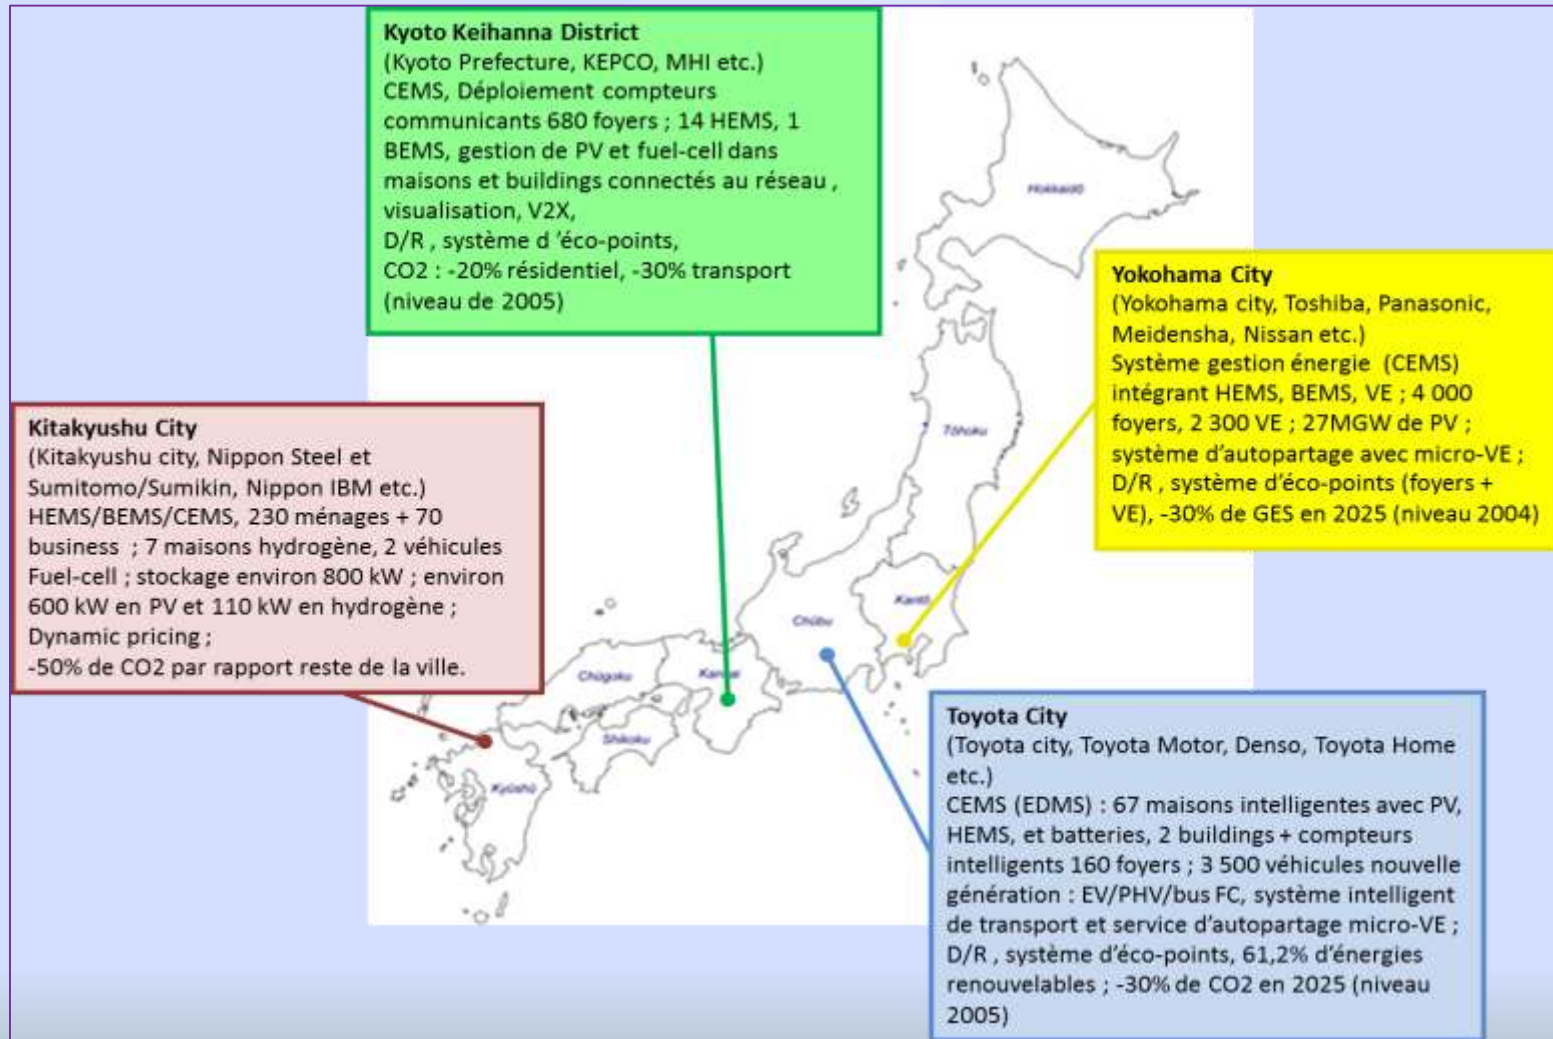 Kyoto Keihanna District
(Kyoto Prefecture, KEPCO, MHI etc.)
CEMS, Déploiement compteurs
communicants 680 foyers ; 14 HEMS, 1
BEMS, gestion de PV et fuel-cell dans
maisons et buildings connectés au réseau ,
visualisation, V2X,
D/R , système d ’éco-points,
CO2 : -20% résidentiel, -30% transport
(niveau de 2005)
Hokkaidō
Yokohama City
(Yokohama city, Toshiba, Panasonic,
Meidensha, Nissan etc.)
Système gestion énergie (CEMS)
intégrant HEMS, BEMS, VE ; 4 000
foyers, 2 300 VE ; 27MGW de PV ;
système d’autopartage avec micro-VE ;
D/R , système d’éco-points (foyers +
VE), -30% de GES en 2025 (niveau 2004)
Kitakyushu City
(Kitakyushu city, Nippon Steel et
Sumitomo/Sumikin, Nippon IBM etc.)
HEMS/BEMS/CEMS, 230 ménages + 70
business ; 7 maisons hydrogène, 2 véhicules
Fuel-cell ; stockage environ 800 kW ; environ
600 kW en PV et 110 kW en hydrogène ;
Dynamic pricing ;
-50% de CO2 par rapport reste de la ville.
Tōhoku
Kantō
Chūbu
Chūgoku
Shikoku
Kyūshū
Toyota City
(Toyota city, Toyota Motor, Denso, Toyota Home
etc.)
CEMS (EDMS) : 67 maisons intelligentes avec PV,
HEMS, et batteries, 2 buildings + compteurs
intelligents 160 foyers ; 3 500 véhicules nouvelle
génération : EV/PHV/bus FC, système intelligent
de transport et service d’autopartage micro-VE ;
D/R , système d’éco-points, 61,2% d’énergies
renouvelables ; -30% de CO2 en 2025 (niveau
2005)